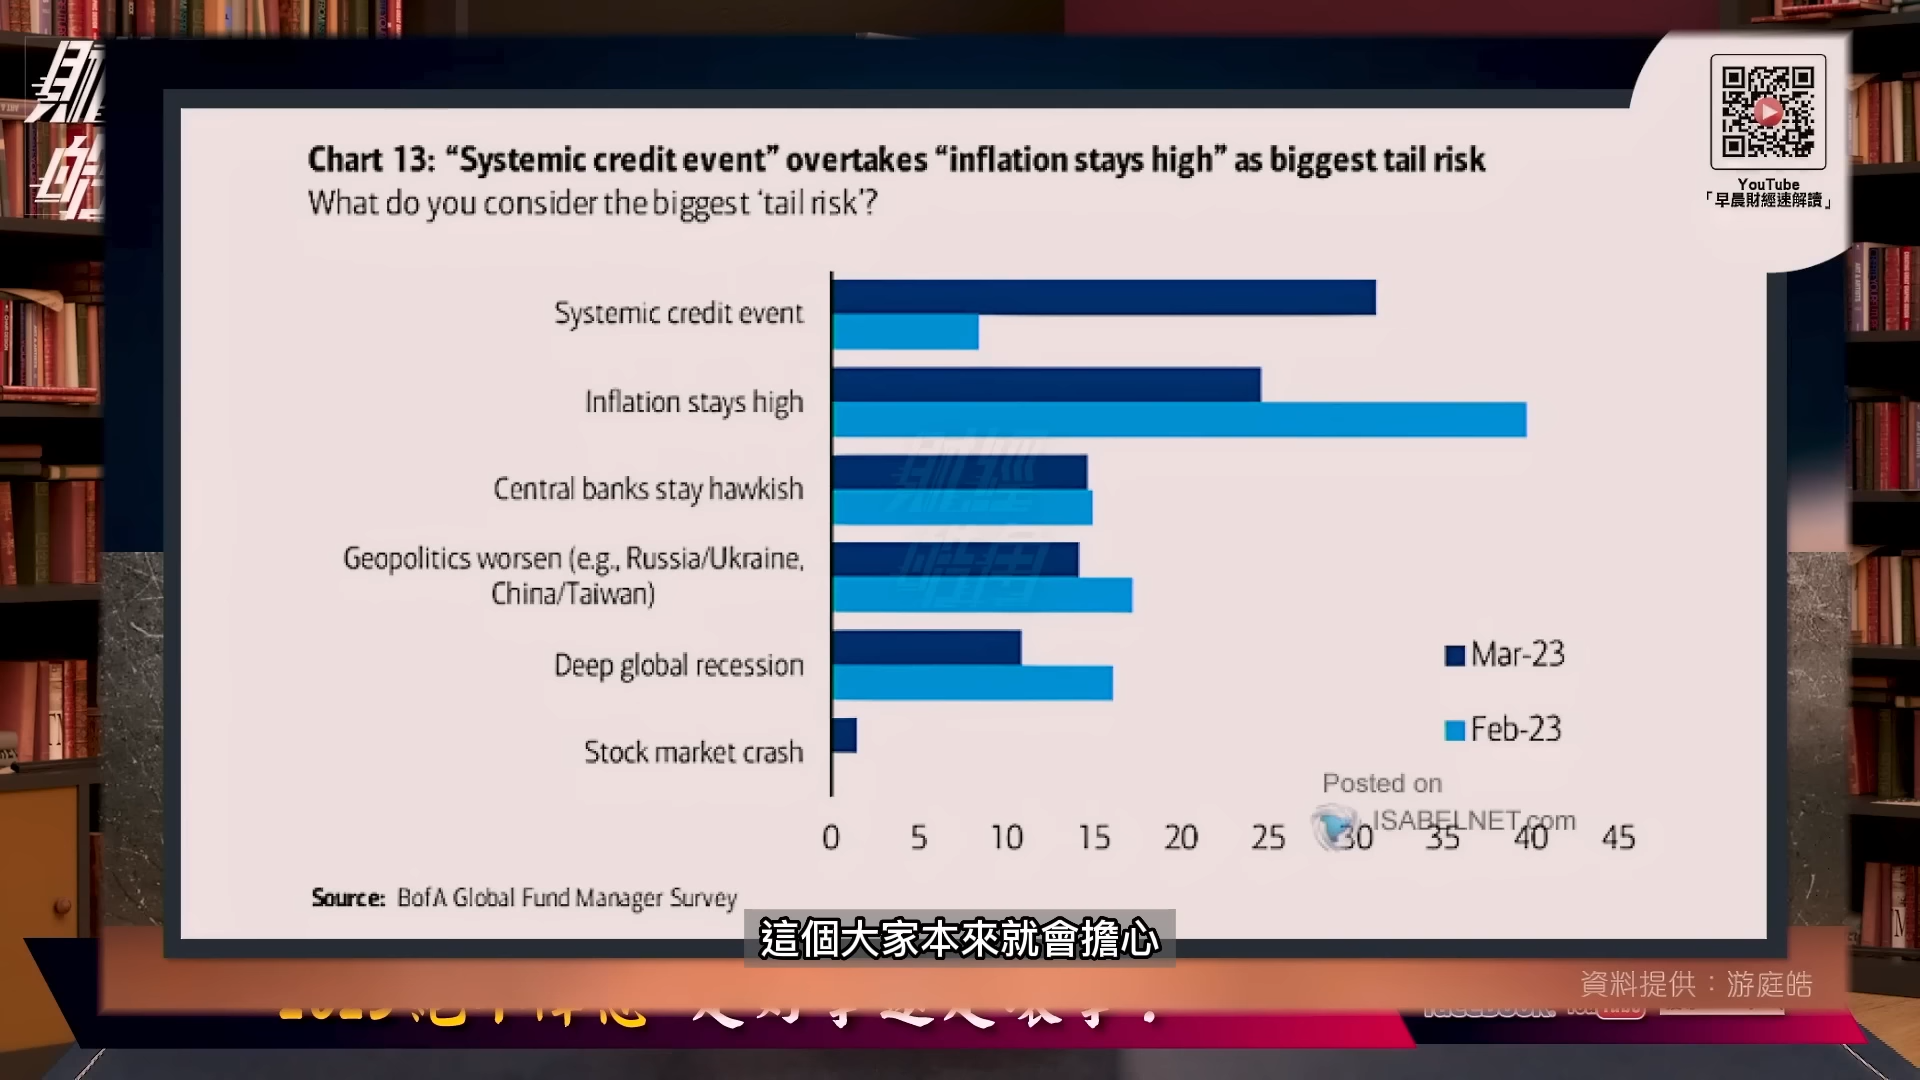 YouTube
「早晨財經速解讀」
Chart 13: “Systemic credit event” overtakes “inflation stays high” as biggest tail risk
What do you consider the biggest ‘tail risk’?
Systemic credit event
Inflation stays high
Central banks stay hawkish
Geopolitics worsen (e.g., Russia/Ukraine,
China/Taiwan)
Deep global recession
Stock market crash
Mar-23
Feb-23
Posted on
ISABELNET.com
0 5 10 15 20 25 30 35 40 45
Source: BofA Global Fund Manager Survey
這個大家本來就會擔心
資料提供：游庭皓